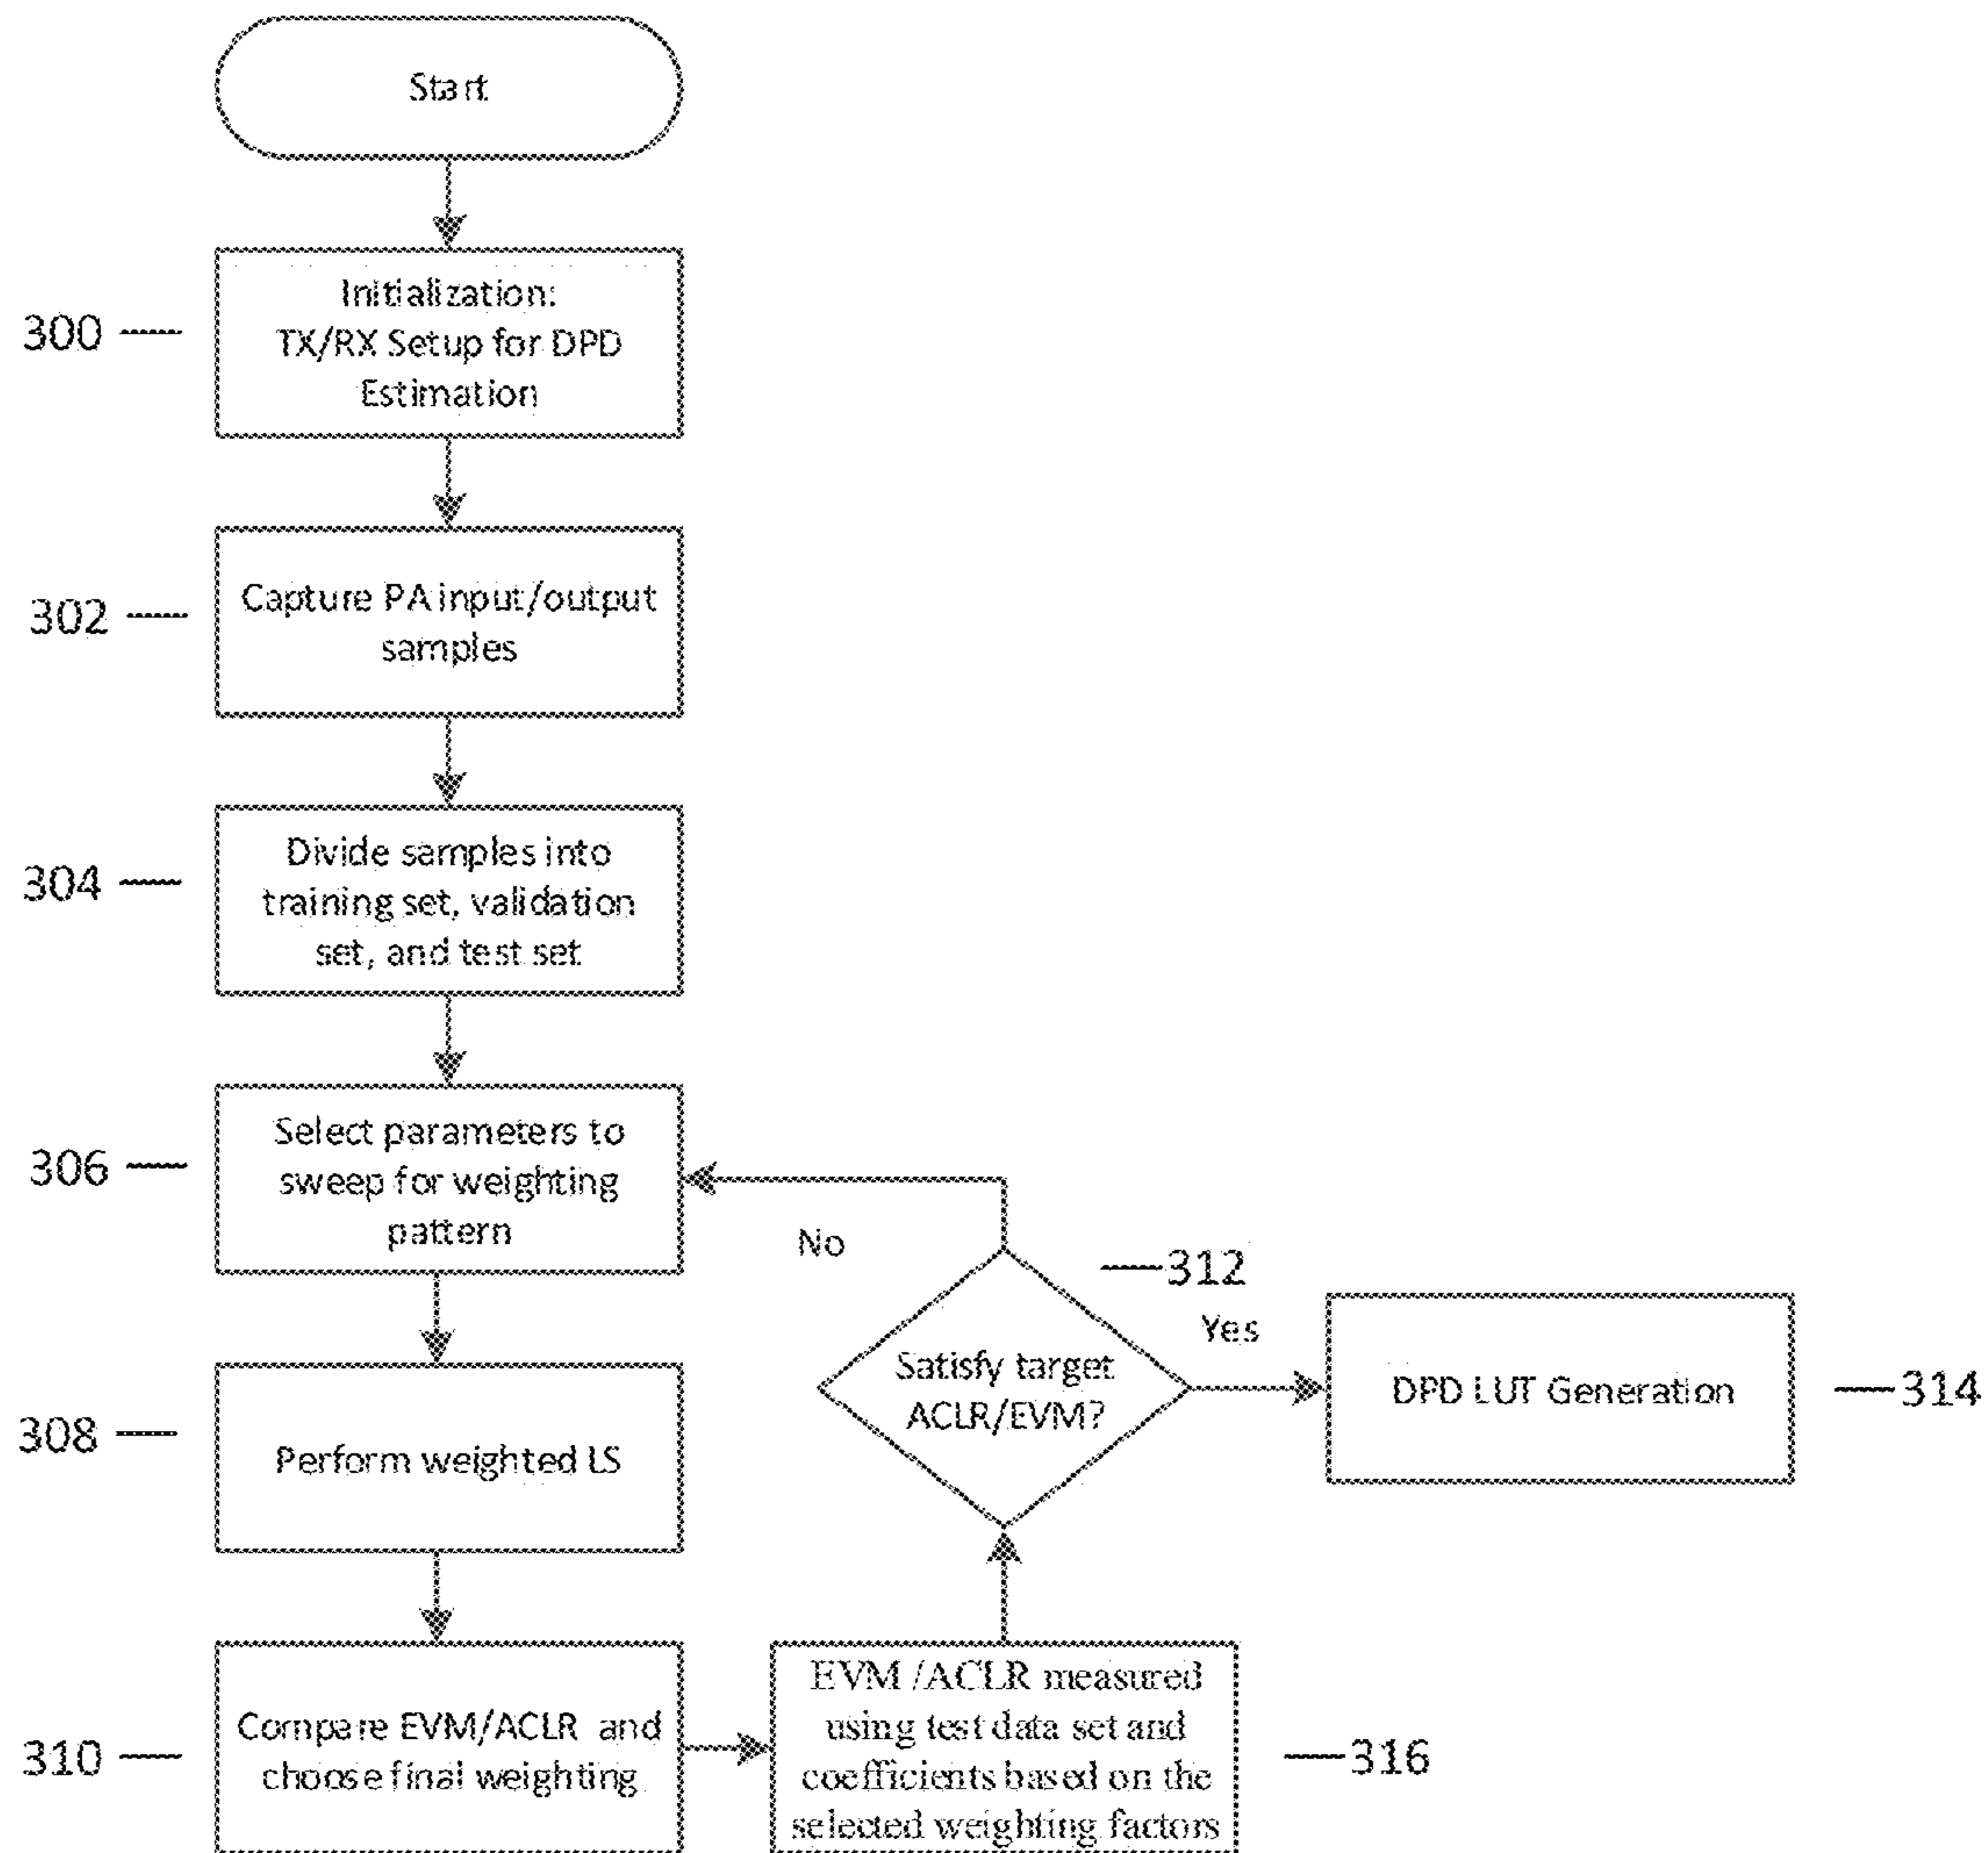 Start
300
Initialization:
TX/RX Setup for DPD
Estimation
302
Capture PA input/output
samples
304
Divide samples into
training set, validation
set, and test set
306
Select parameters to
sweep for weighting
pattern
No
312
Yes
Satisfy target
ACLR/EVM?
DPD LUT Generation
314
308
Perform weighted LS
310
Compare EVM/ACLR and
choose final weighting
EVM /ACLR measured
using test data set and
coefficients based on the
selected weighting factors
316